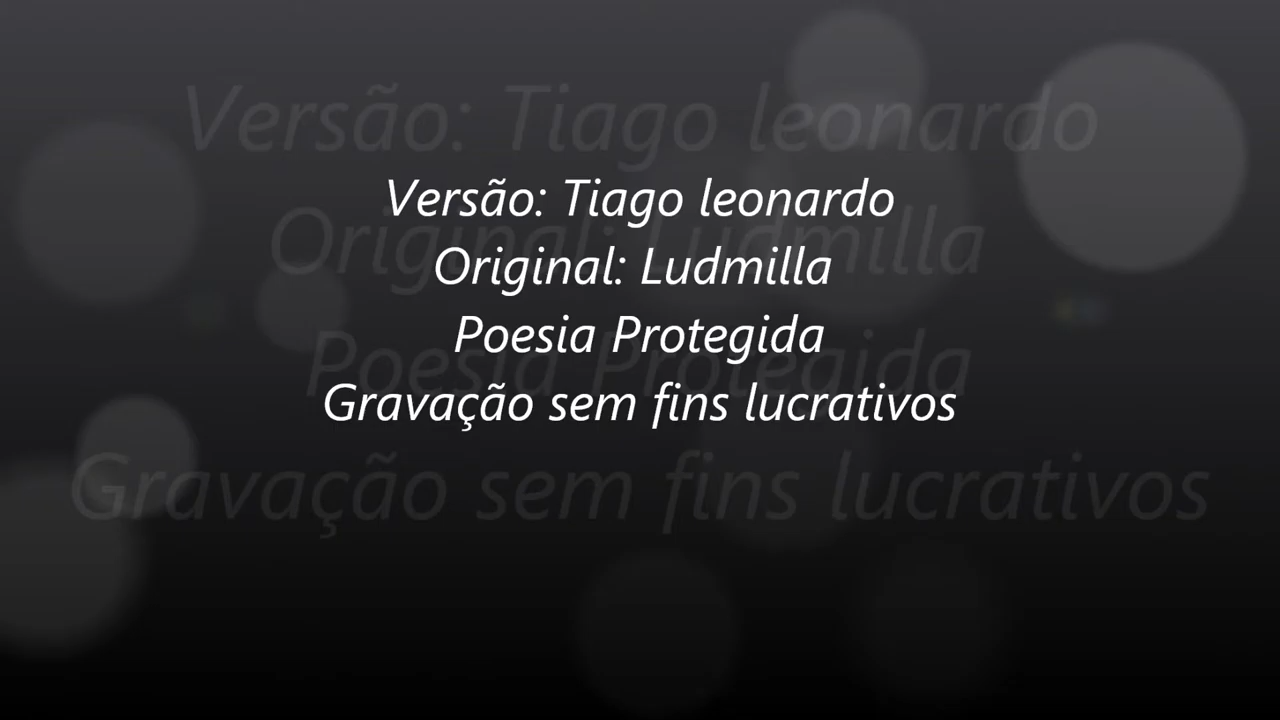 Versão: Tiago leonardo
Original: Ludmilla
Poesia Protegida
Gravação sem fins lucrativos